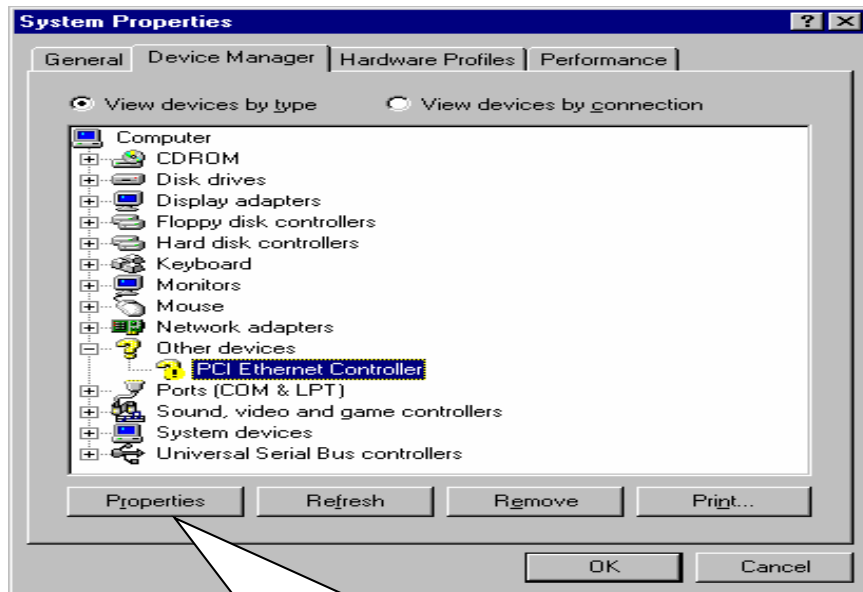 System Properties
General Device Manager Hardware Profiles Performance
View devices by type View devices by connection
Computer
CDROM
Disk drives
Display adapters
Floppy disk controllers
Hard disk controllers
Keyboard
Monitors
Mouse
Network adapters
Other devices
PCI Ethernet Controller
Ports (COM & LPT)
Sound, video and game controllers
System devices
Universal Serial Bus controllers
Properties Refresh Remove Print...
OK Cancel